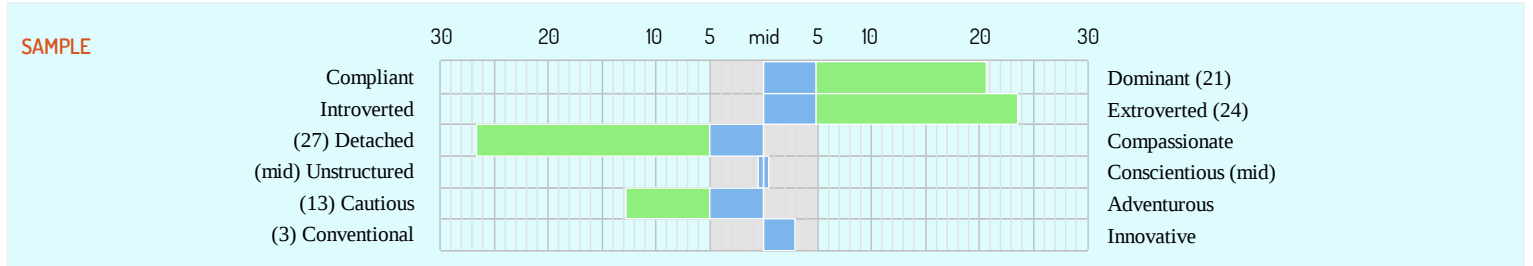 SAMPLE
30 20 10 5 mid 5 10 20 30
Compliant Dominant (21)
Introverted Extroverted (24)
(27) Detached Compassionate
(mid) Unstructured Conscientious (mid)
(13) Cautious Adventurous
(3) Conventional Innovative